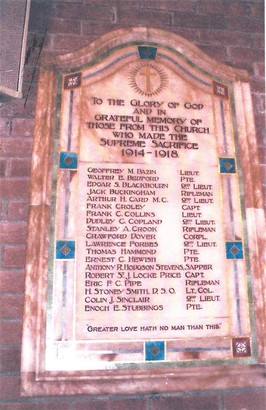 TO THE GLORY OF GOD
AND IN
GRATEFUL MEMORY OF
THOSE FROM THIS CHURCH
WHO MADE THE
SUPREME SACRIFICE
1914-1918
GEOFFREY M. BAZIN LIEUT.
WALTER E. BERFORD PTE.
EDGAR S. BLACKBOURN 2ND LIEUT.
JACK BUCKINGHAM RIFLEMAN
ARTHUR H. CARD M.C. 2ND LIEUT.
FRANK CROLEY CAPT.
FRANK C. COLLINS LIEUT.
DUDLEY C. COPLAND 2ND LIEUT.
STANLEY A. CROOK RIFLEMAN
CRAWFORD DOVER CORPL.
LAWRENCE FORBES 2ND LIEUT.
THOMAS HAMMOND PTE.
ERNEST C. HEWISH PTE.
ANTHONY R. HODGSON STEVENS, SAPPER
ROBERT ST. J. LOCKE PRICE CAPT.
ERIC F. C. PIPE RIFLEMAN
H. STONEY SMITH, D.S.O. LT. COL.
COLIN J. SINCLAIR 2ND LIEUT.
ENOCH E. STUBBINGS PTE.
"GREATER LOVE HATH NO MAN THAN THIS"